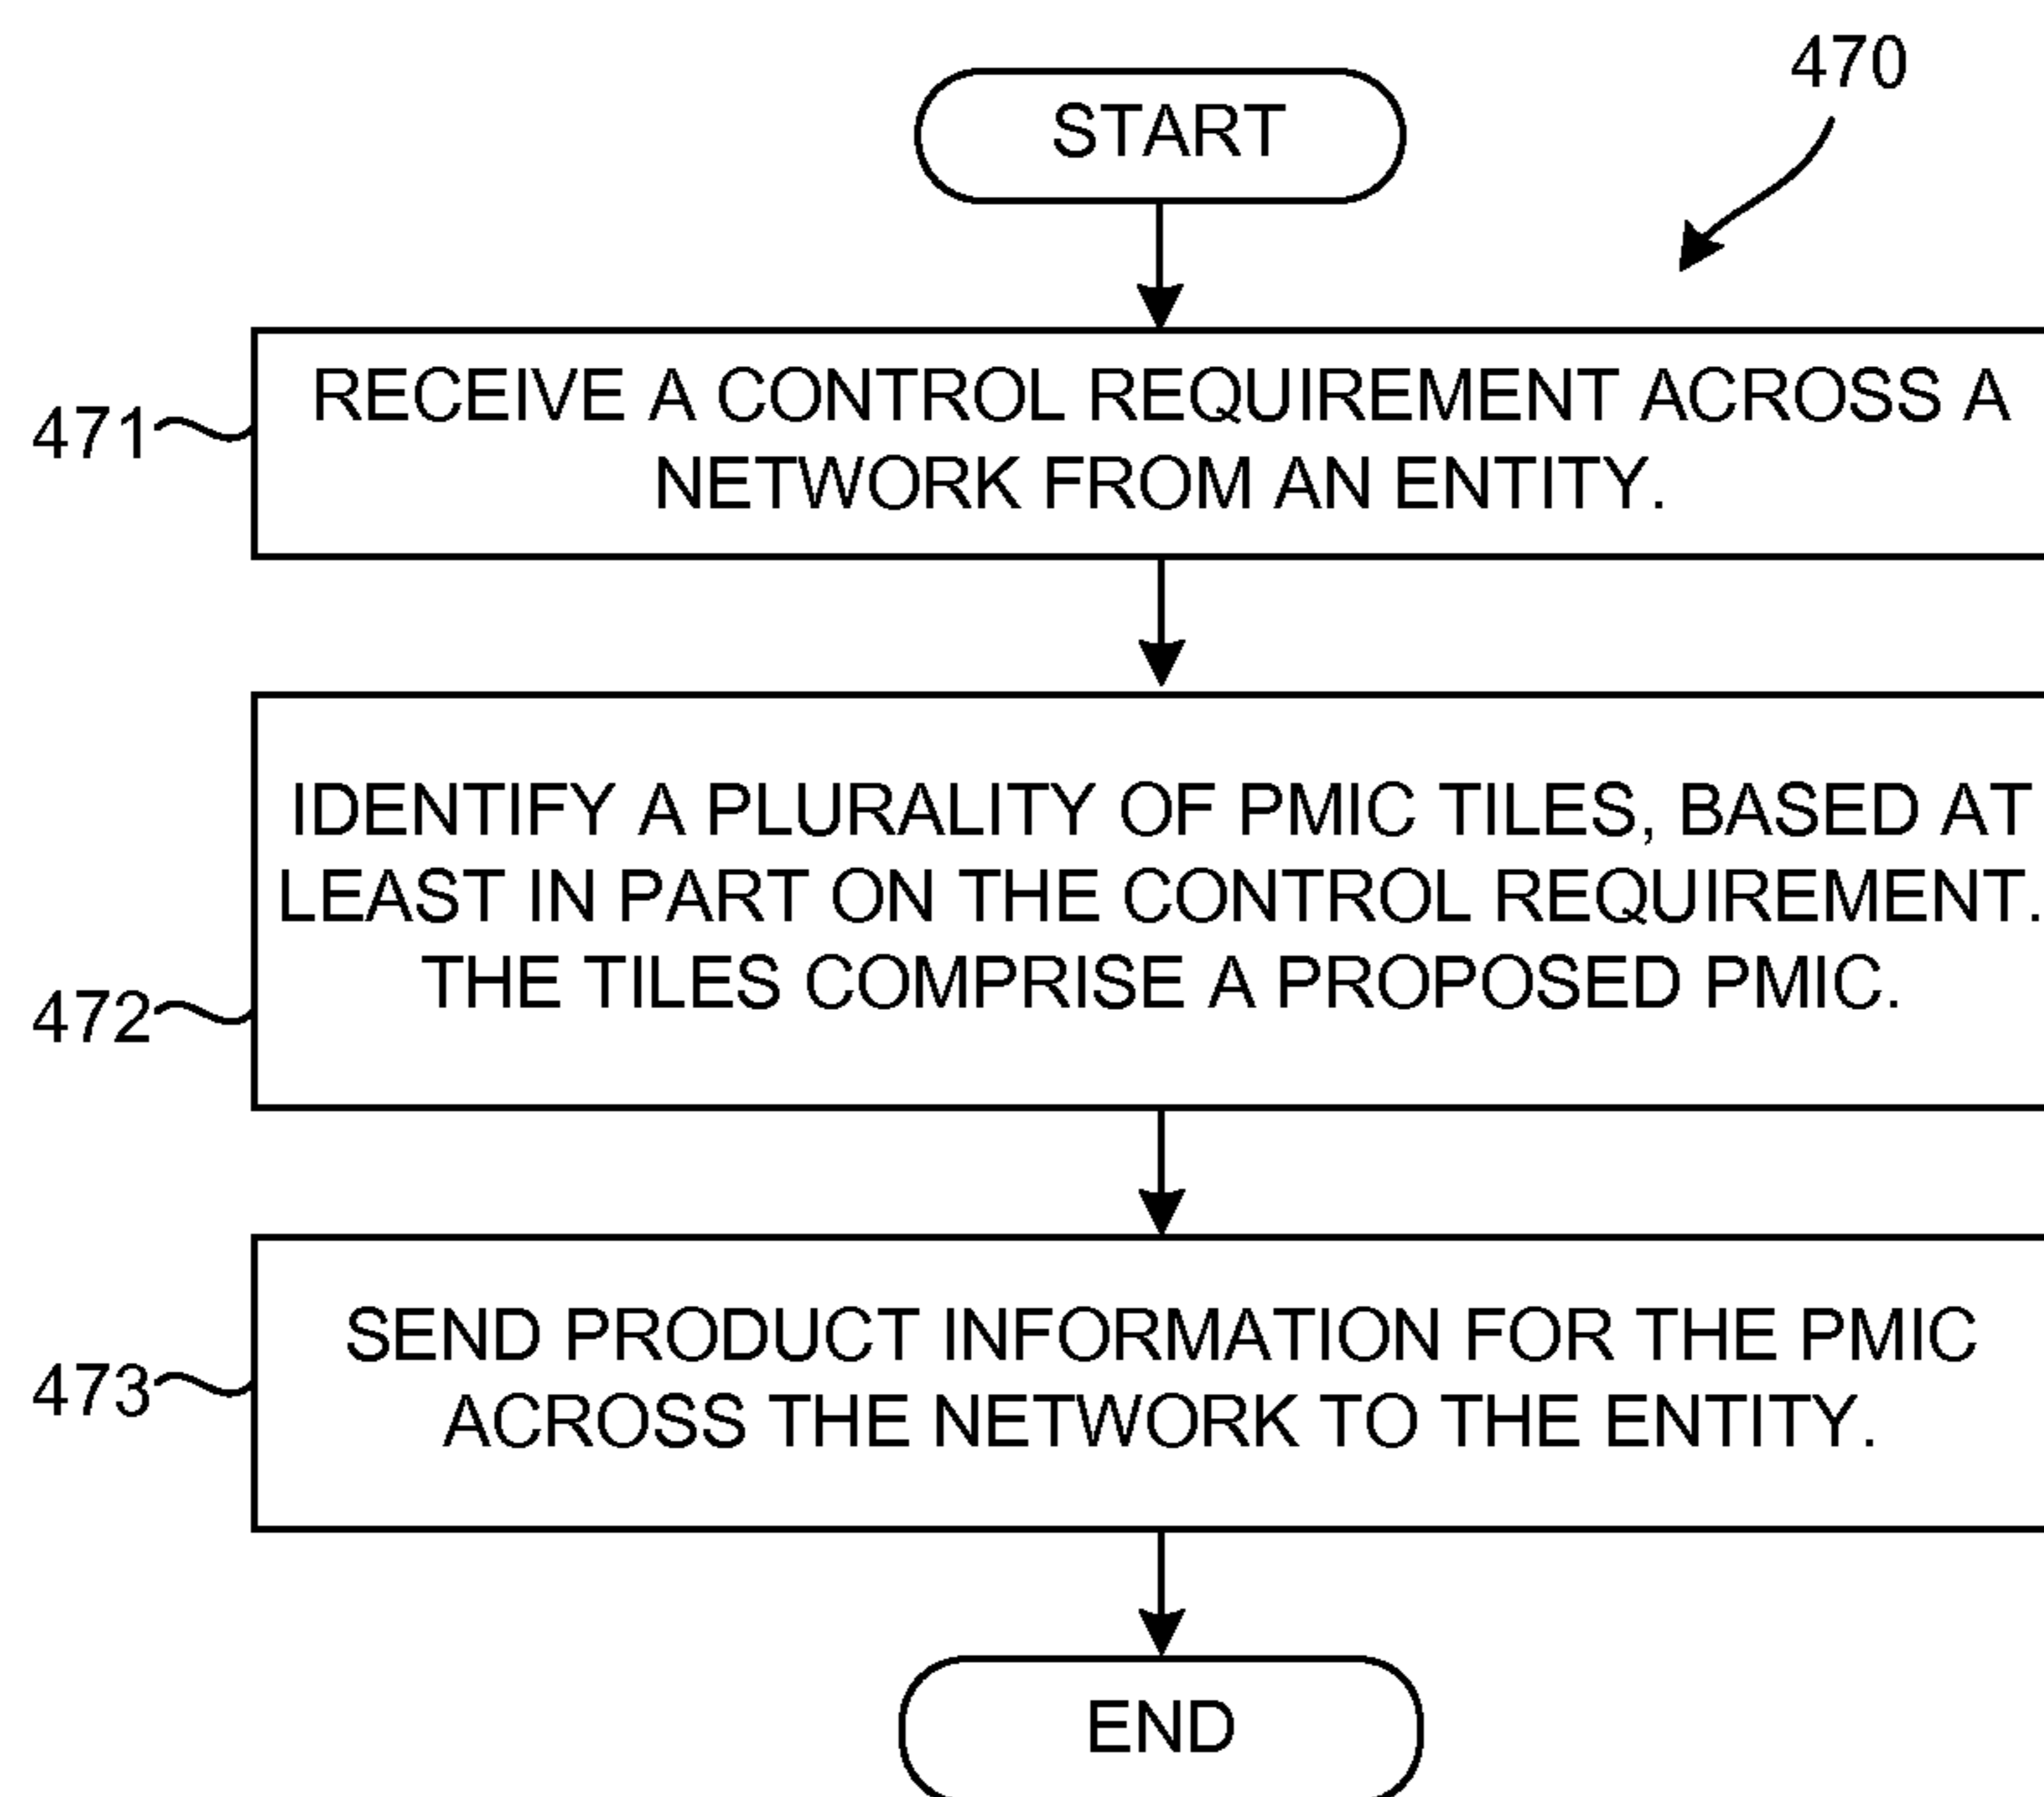 470
START
RECEIVE A CONTROL REQUIREMENT ACROSS A
NETWORK FROM AN ENTITY.
471
IDENTIFY A PLURALITY OF PMIC TILES, BASED AT
LEAST IN PART ON THE CONTROL REQUIREMENT.
THE TILES COMPRISE A PROPOSED PMIC.
472
SEND PRODUCT INFORMATION FOR THE PMIC
ACROSS THE NETWORK TO THE ENTITY.
473
END